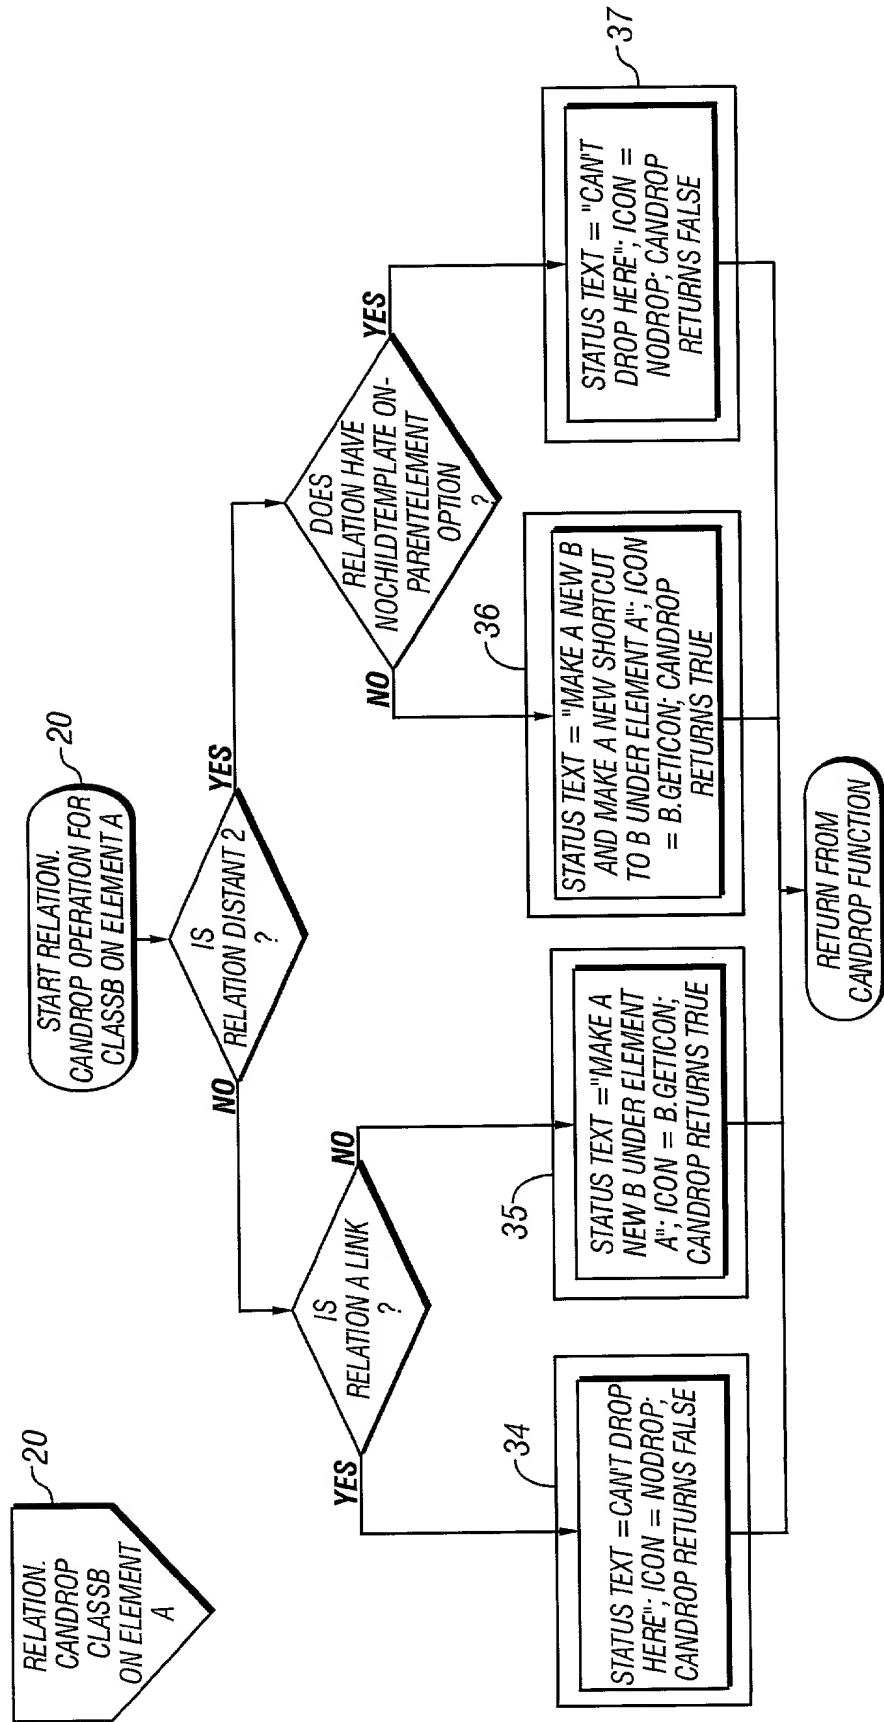 RELATION.
CANDROP
CLASSB
ON ELEMENT
A
20
START RELATION.
CANDROP OPERATION FOR
CLASSB ON ELEMENT A
20
IS
RELATION DISTANT 2
?
NO
YES
IS
RELATION A LINK
?
YES
NO
DOES
RELATION HAVE
NOCHILDTEMPLATE ON-
PARENTELEMENT
OPTION
?
NO
YES
34
STATUS TEXT =CAN'T DROP
HERE"; ICON = NODROP;
CANDROP RETURNS FALSE
35
STATUS TEXT ="MAKE A
NEW B UNDER ELEMENT
A"; ICON = B.GETICON;
CANDROP RETURNS TRUE
36
STATUS TEXT = "MAKE A NEW B
AND MAKE A NEW SHORTCUT
TO B UNDER ELEMENT A"; ICON
= B.GETICON; CANDROP
RETURNS TRUE
37
STATUS TEXT = "CAN'T
DROP HERE"; ICON =
NODROP; CANDROP
RETURNS FALSE
RETURN FROM
CANDROP FUNCTION